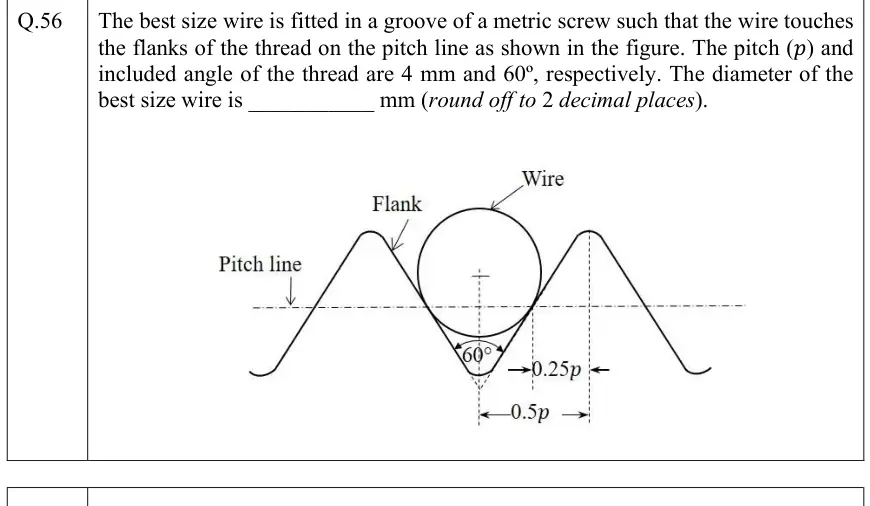 Q.56
The best size wire is fitted in a groove of a metric screw such that the wire touches
the flanks of the thread on the pitch line as shown in the figure. The pitch (p) and
included angle of the thread are 4 mm and 60º, respectively. The diameter of the
best size wire is ___________ mm (round off to 2 decimal places).
Wire
Flank
Pitch line
60°
0.25p
0.5p